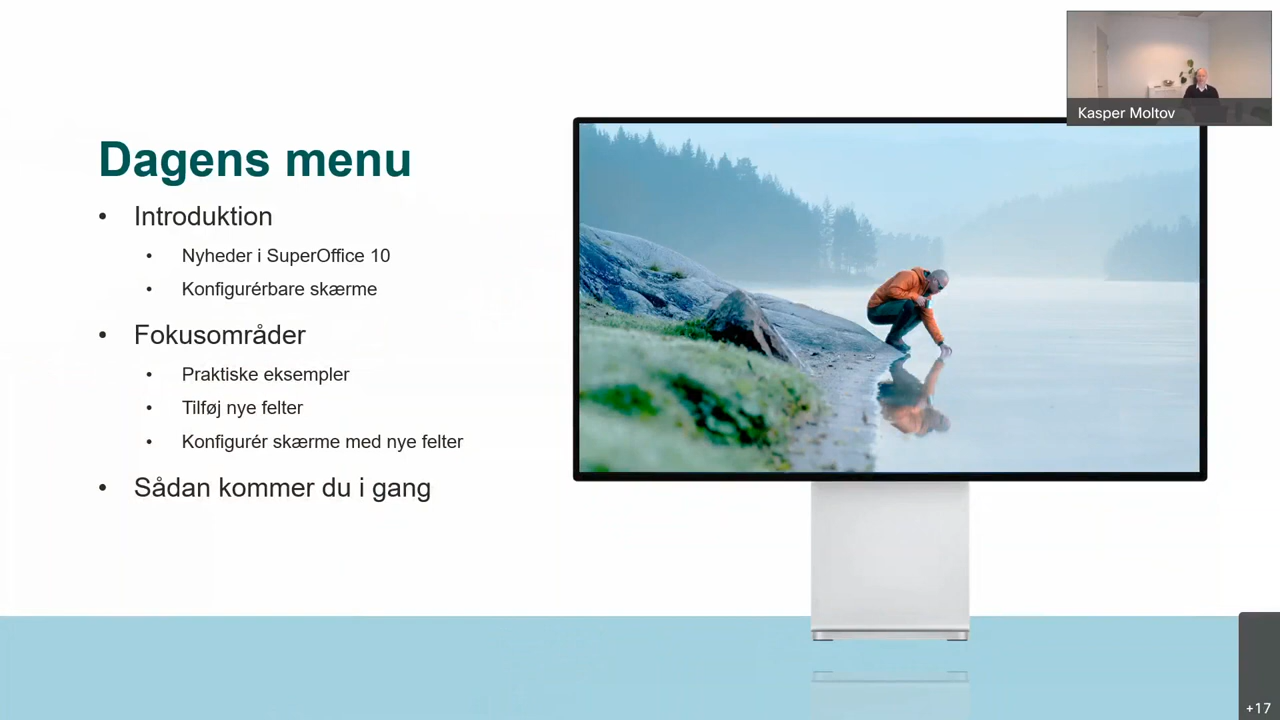 Kasper Moltov
Dagens menu
• Introduktion
• Nyheder i SuperOffice 10
• Konfigurérbare skærme
• Fokusområder
• Praktiske eksempler
• Tilføj nye felter
• Konfigurér skærme med nye felter
• Sådan kommer du i gang
+17